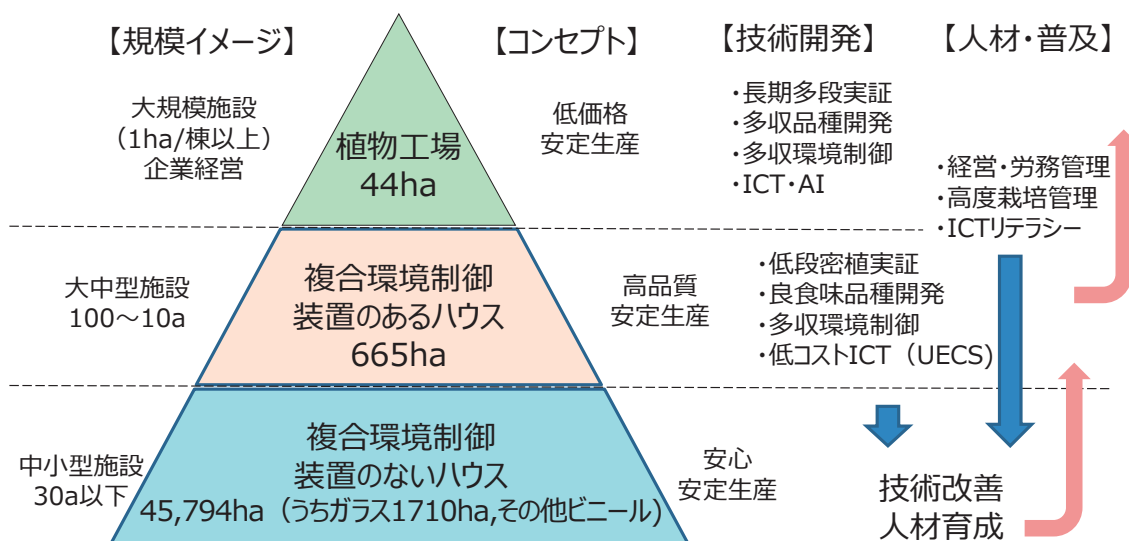 【規模イメージ】
【コンセプト】
【技術開発】
【人材・普及】
大規模施設
（1ha/棟以上）
企業経営
植物工場
44ha
低価格
安定生産
・長期多段実証
・多収品種開発
・多収環境制御
・ICT・AI
・経営・労務管理
・高度栽培管理
・ICTリテラシー
大中型施設
100～10a
複合環境制御
装置のあるハウス
665ha
高品質
安定生産
・低段密植実証
・良食味品種開発
・多収環境制御
・低コストICT（UECS)
中小型施設
30a以下
複合環境制御
装置のないハウス
45,794ha（うちガラス1710ha,その他ビニール)
安心
安定生産
技術改善
人材育成